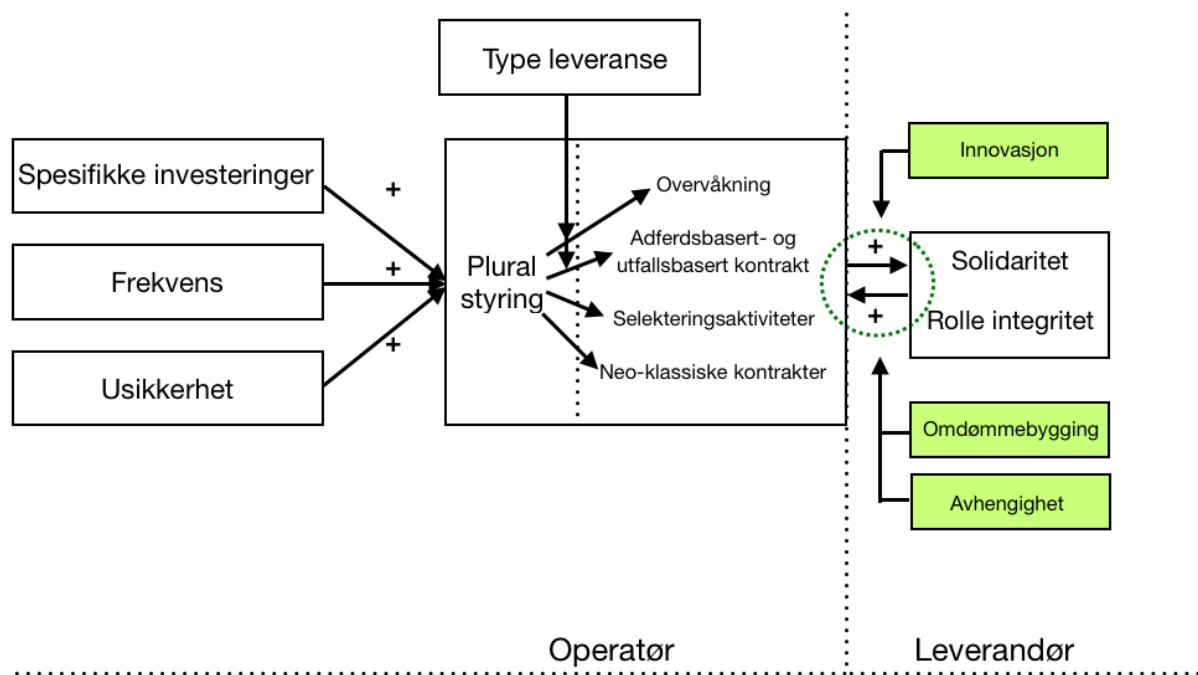 Type leveranse
Spesifikke investeringer
Frekvens
Usikkerhet
+
+
+
Plural
styring
Overvåkning
Adferdsbasert- og
utfallsbasert kontrakt
Selekteringsaktiviteter
Neo-klassiske kontrakter
Innovasjon
+
+
Solidaritet
Rolle integritet
Omdømmebygging
Avhengighet
Operatør
Leverandør